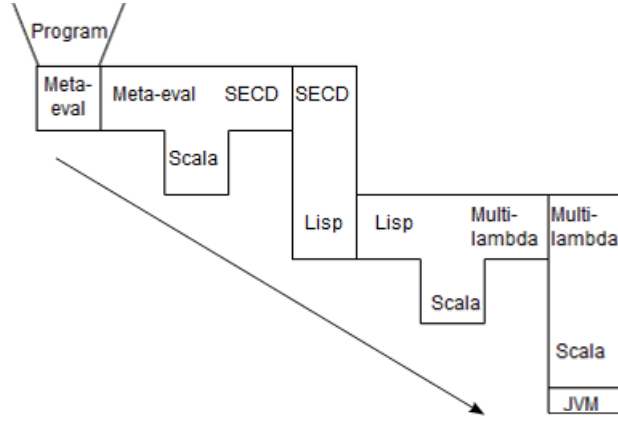 Program
Meta-
eval
Meta-eval
SECD
SECD
Scala
Lisp
Lisp
Multi-
lambda
Multi-
lambda
Scala
Scala
JVM